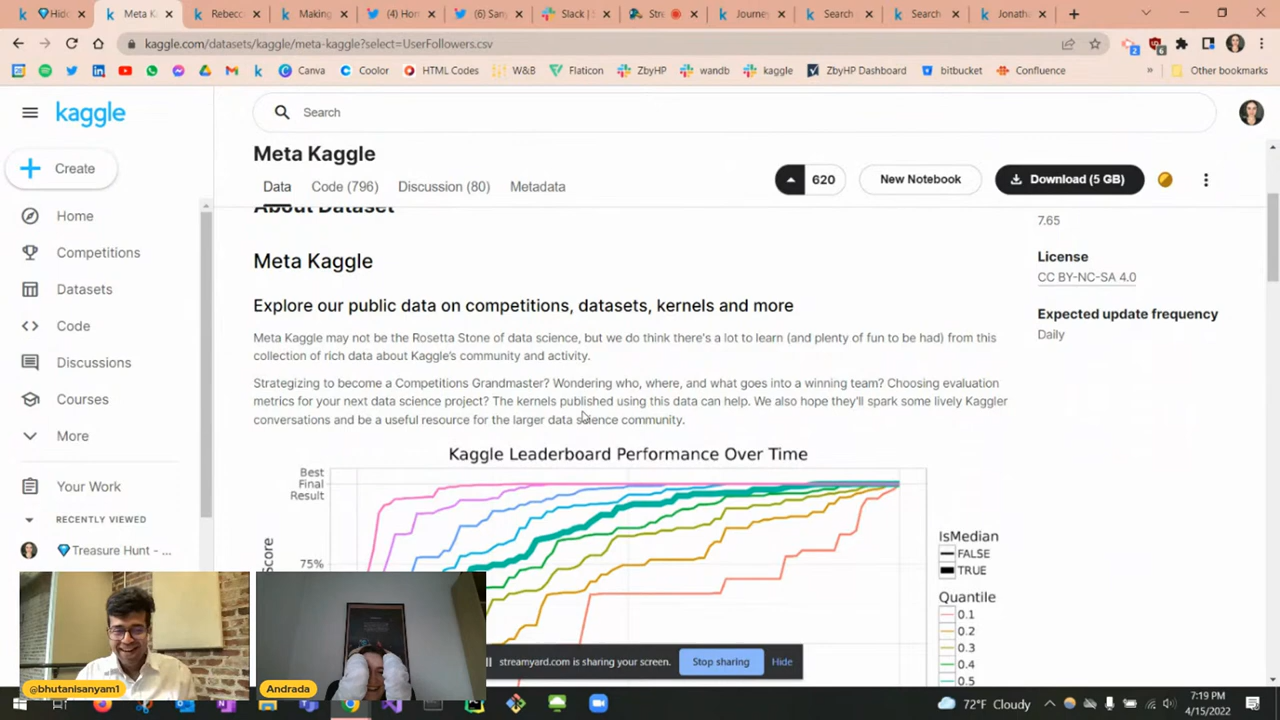 Hidd
Meta K
Rebecc
Making
(4) Hon
(6) San
Slack |
Stre
Journey
Search
Search
Jonath
kaggle.com/datasets/kaggle/meta-kaggle?select=UserFollowers.csv
Canva
Coolor
HTML Codes
W&B
Flaticon
ZbyHP
wandb
kaggle
ZbyHP Dashboard
bitbucket
Confluence
»
Other bookmarks
kaggle
Search
Create
Home
Competitions
Datasets
Code
Discussions
Courses
More
Your Work
RECENTLY VIEWED
Treasure Hunt - ...
Meta Kaggle
Data
Code (796)
Discussion (80)
Metadata
620
New Notebook
Download (5 GB)
About Dataset
Meta Kaggle
Explore our public data on competitions, datasets, kernels and more
Meta Kaggle may not be the Rosetta Stone of data science, but we do think there's a lot to learn (and plenty of fun to be had) from this
collection of rich data about Kaggle's community and activity.
Strategizing to become a Competitions Grandmaster? Wondering who, where, and what goes into a winning team? Choosing evaluation
metrics for your next data science project? The kernels published using this data can help. We also hope they'll spark some lively Kaggler
conversations and be a useful resource for the larger data science community.
7.65
License
CC BY-NC-SA 4.0
Expected update frequency
Daily
Kaggle Leaderboard Performance Over Time
Best
Final
Result
75%
Score
IsMedian
FALSE
TRUE
Quantile
0.1
0.2
0.3
0.4
0.5
streamyard.com is sharing your screen.
Stop sharing
Hide
@bhutanisanyam1
Andrada
72°F Cloudy
7:19 PM
4/15/2022